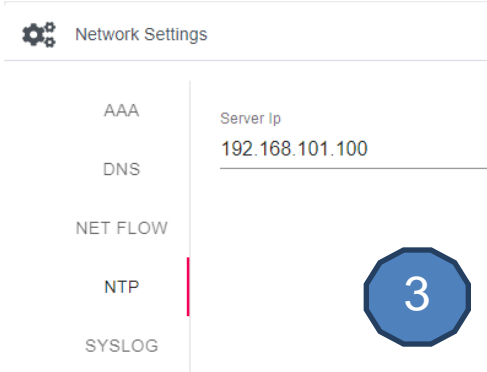 Network Settings
AAA
DNS
NET FLOW
NTP
SYSLOG
Server Ip
192.168.101.100
3